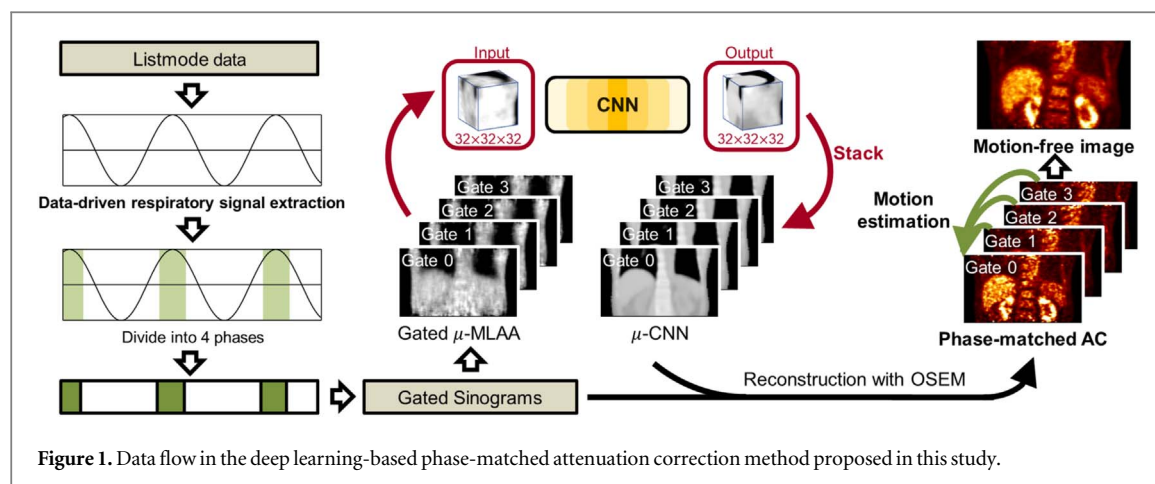 Listmode data
Data-driven respiratory signal extraction
Divide into 4 phases
Gated Sinograms
Input
32×32×32
CNN
Output
32×32×32
Stack
Gate 3
Gate 2
Gate 1
Gate 0
Gated μ-MLAA
Gate 3
Gate 2
Gate 1
Gate 0
μ-CNN
Reconstruction with OSEM
Motion-free image
Motion
estimation
Gate 3
Gate 2
Gate 1
Gate 0
Phase-matched AC
Figure 1. Data flow in the deep learning-based phase-matched attenuation correction method proposed in this study.